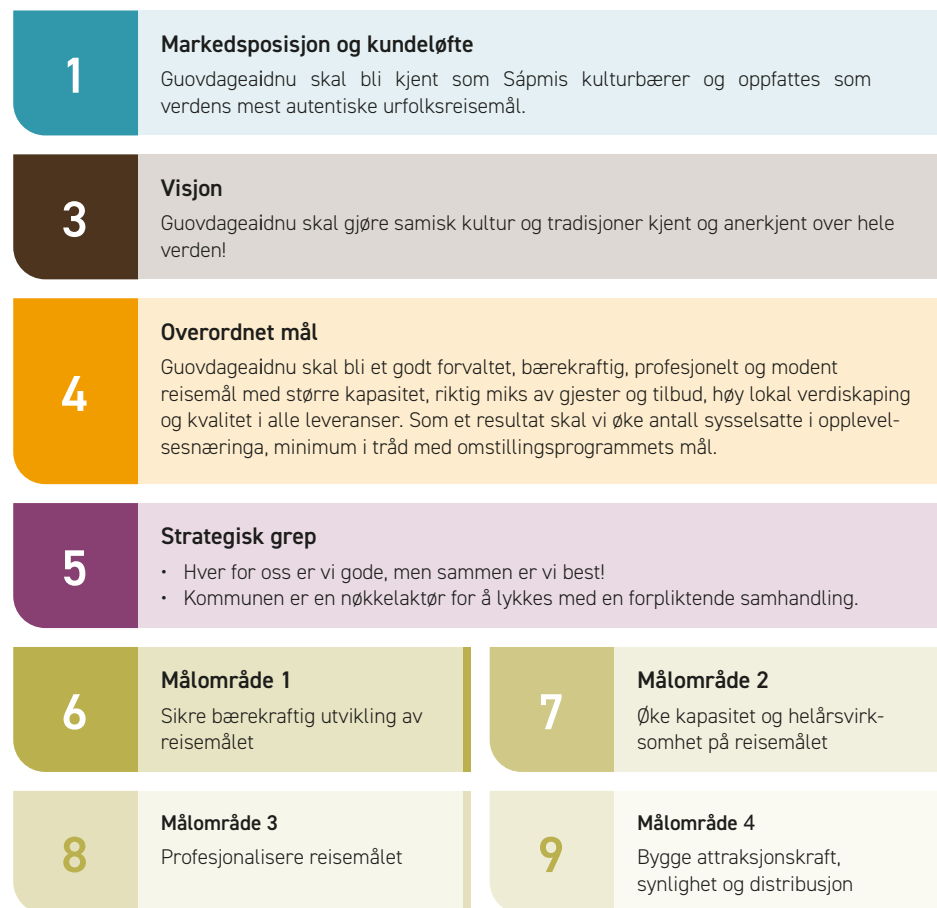 1
Markedsposisjon og kundeløfte
Guovdageaidnu skal bli kjent som Sápmis kulturbærer og oppfattes som
verdens mest autentiske urfolksreisemål.
3
Visjon
Guovdageaidnu skal gjøre samisk kultur og tradisjoner kjent og anerkjent over hele
verden!
4
Overordnet mål
Guovdageaidnu skal bli et godt forvaltet, bærekraftig, profesjonelt og modent
reisemål med større kapasitet, riktig miks av gjester og tilbud, høy lokal verdiskaping
og kvalitet i alle leveranser. Som et resultat skal vi øke antall sysselsatte i opplevel-
sesnæringa, minimum i tråd med omstillingsprogrammets mål.
5
Strategisk grep
• Hver for oss er vi gode, men sammen er vi best!
• Kommunen er en nøkkelaktør for å lykkes med en forpliktende samhandling.
6
Målområde 1
Sikre bærekraftig utvikling av
reisemålet
7
Målområde 2
Øke kapasitet og helårsvirk-
somhet på reisemålet
8
Målområde 3
Profesjonalisere reisemålet
9
Målområde 4
Bygge attraksjonskraft,
synlighet og distribusjon